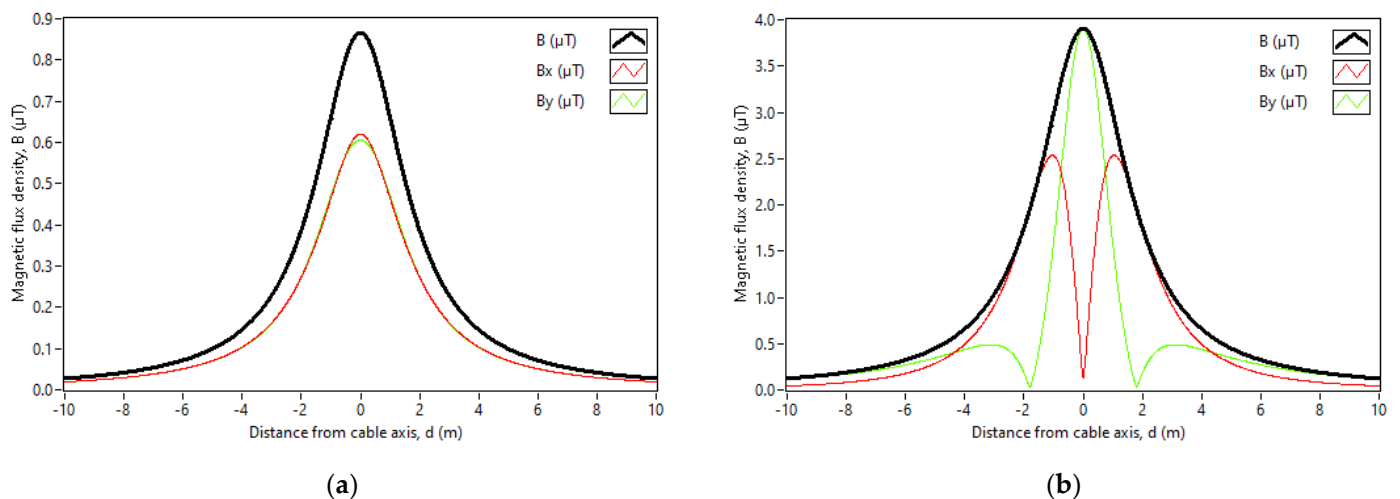 0.9
0.8
0.7
0.6
0.5
0.4
0.3
0.2
0.1
0.0
Magnetic flux density, B (µT)
B (µT)
Bx (µT)
By (µT)
-10 -8 -6 -4 -2 0 2 4 6 8 10
Distance from cable axis, d (m)
(a)
4.0
3.5
3.0
2.5
2.0
1.5
1.0
0.5
0.0
Magnetic flux density, B (µT)
B (µT)
Bx (µT)
By (µT)
-10 -8 -6 -4 -2 0 2 4 6 8 10
Distance from cable axis, d (m)
(b)